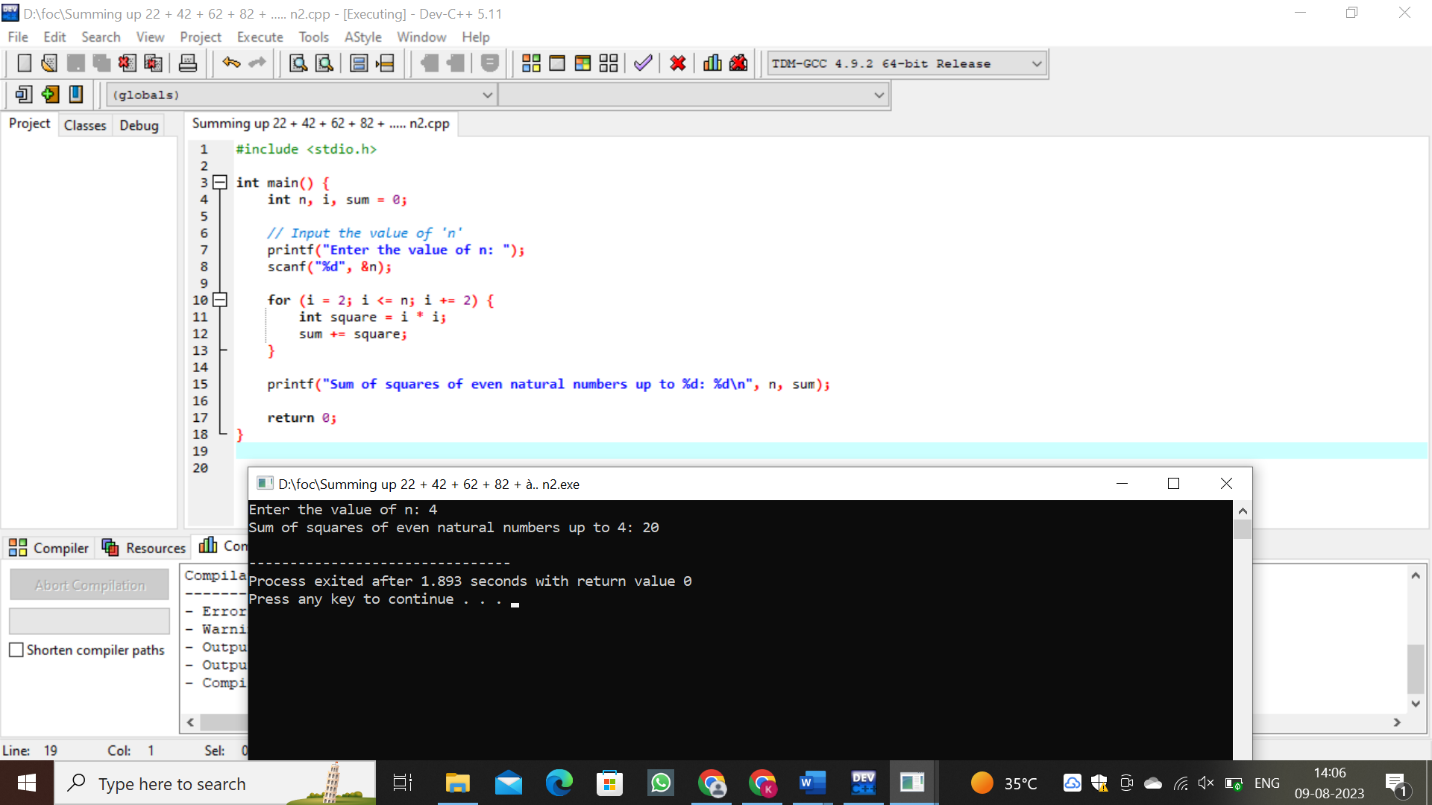 D:\foc\Summing up 22 + 42 + 62 + 82 + ..... n2.cpp - [Executing] - Dev-C++ 5.11
File Edit Search View Project Execute Tools AStyle Window Help
TDM-GCC 4.9.2 64-bit Release
(globals)
Project Classes Debug
Summing up 22 + 42 + 62 + 82 + ..... n2.cpp
1 #include <stdio.h>
2
3 int main() {
4 int n, i, sum = 0;
5
6 // Input the value of 'n'
7 printf("Enter the value of n: ");
8 scanf("%d", &n);
9
10 for (i = 2; i <= n; i += 2) {
11 int square = i * i;
12 sum += square;
13 }
14
15 printf("Sum of squares of even natural numbers up to %d: %d\n", n, sum);
16
17 return 0;
18 }
19
20
D:\foc\Summing up 22 + 42 + 62 + 82 + à.. n2.exe
Enter the value of n: 4
Sum of squares of even natural numbers up to 4: 20
--------------------------------
Process exited after 1.893 seconds with return value 0
Press any key to continue . . .
Compiler Resources Com
Abort Compilation
Shorten compiler paths
Compila
-------
- Error
- Warni
- Outpu
- Outpu
- Compi
Line: 19 Col: 1 Sel: 0
Type here to search
35°C
ENG
14:06
09-08-2023
1